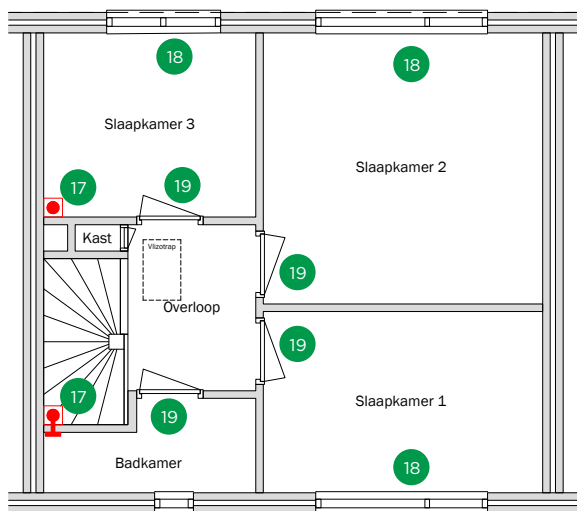 18
18
Slaapkamer 3
Slaapkamer 2
17
19
Kast
Vlizotrap
19
Overloop
19
17
19
Slaapkamer 1
Badkamer
18